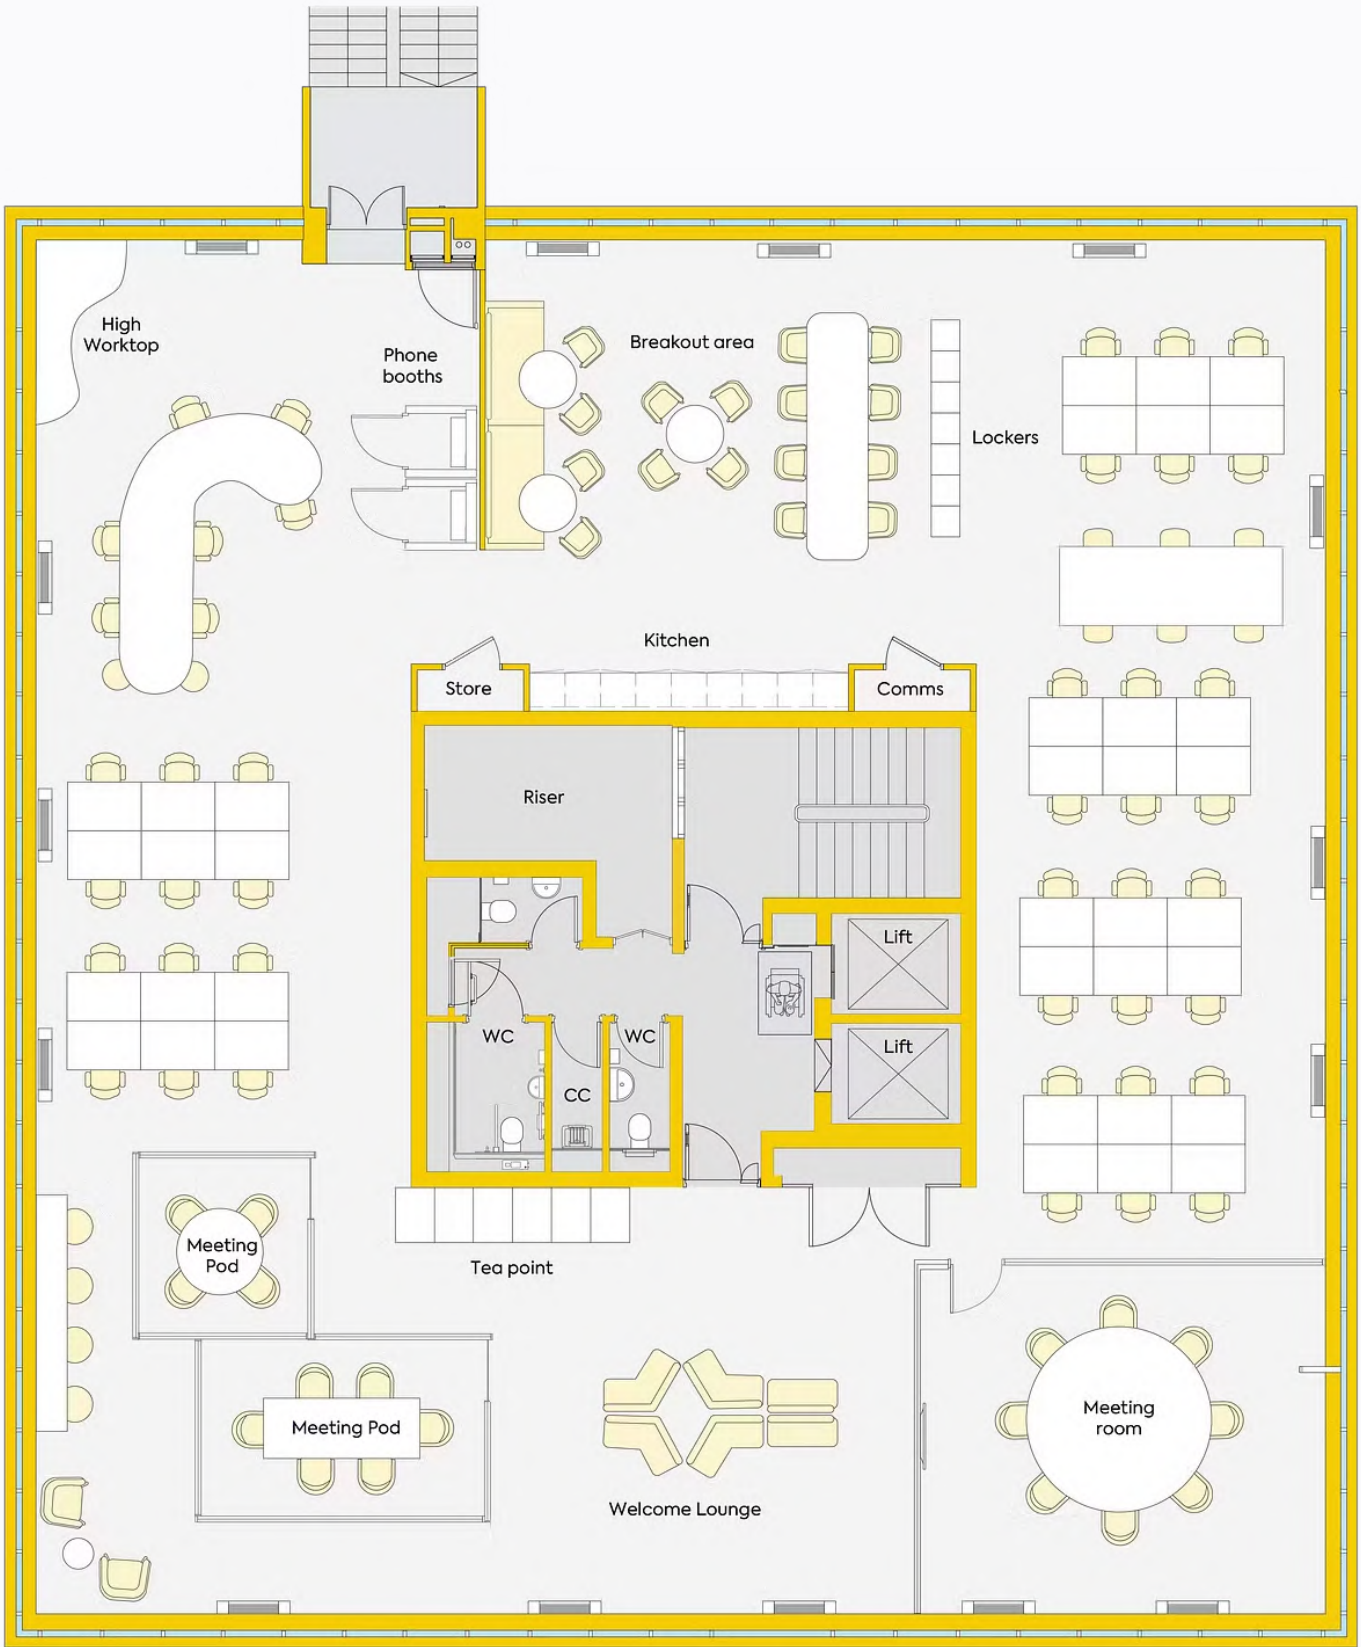 High
Worktop
Phone
booths
Breakout area
Lockers
Kitchen
Store
Comms
Riser
Lift
WC
WC
Lift
CC
Meeting
Pod
Tea point
Meeting Pod
Meeting
room
Welcome Lounge